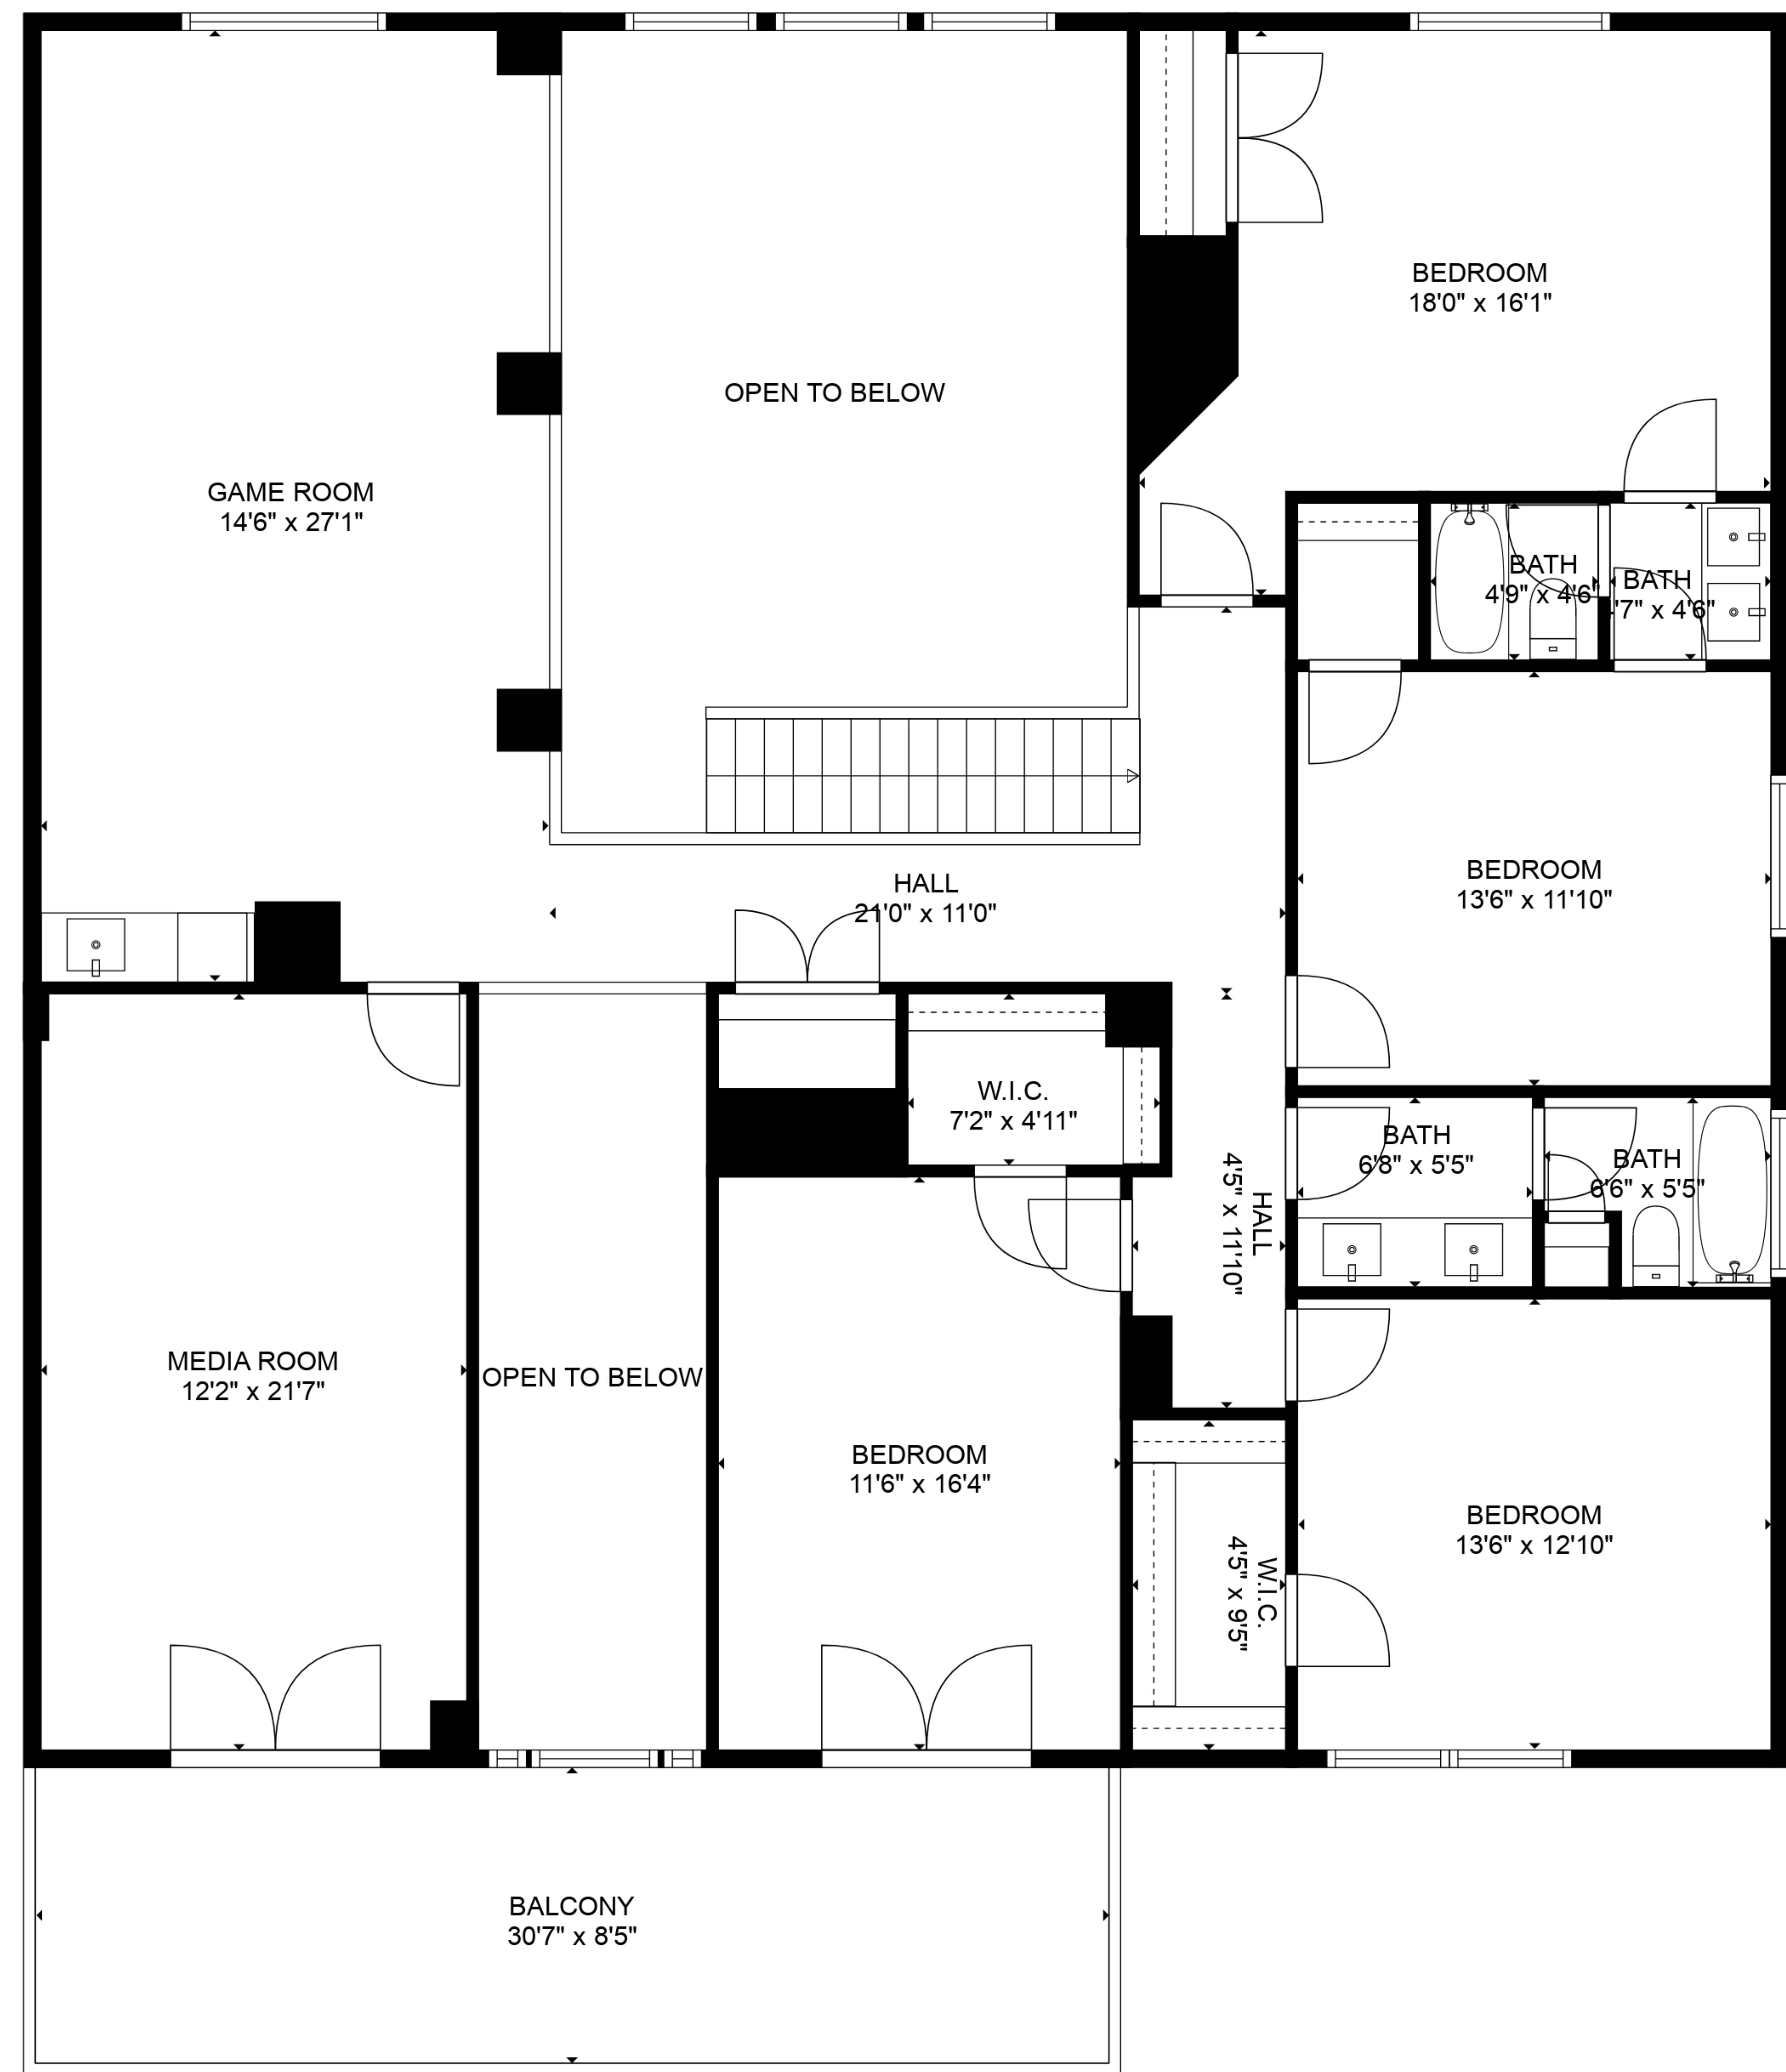 BEDROOM
18'0" x 16'1"
OPEN TO BELOW
GAME ROOM
14'6" x 27'1"
BATH
4'9" x 4'6"
BATH
'7" x 4'6"
HALL
21'0" x 11'0"
BEDROOM
13'6" x 11'10"
W.I.C.
7'2" x 4'11"
BATH
6'8" x 5'5"
BATH
6'6" x 5'5"
HALL
4'5" x 11'10"
MEDIA ROOM
12'2" x 21'7"
OPEN TO BELOW
BEDROOM
11'6" x 16'4"
BEDROOM
13'6" x 12'10"
W.I.C.
4'5" x 9'5"
BALCONY
30'7" x 8'5"